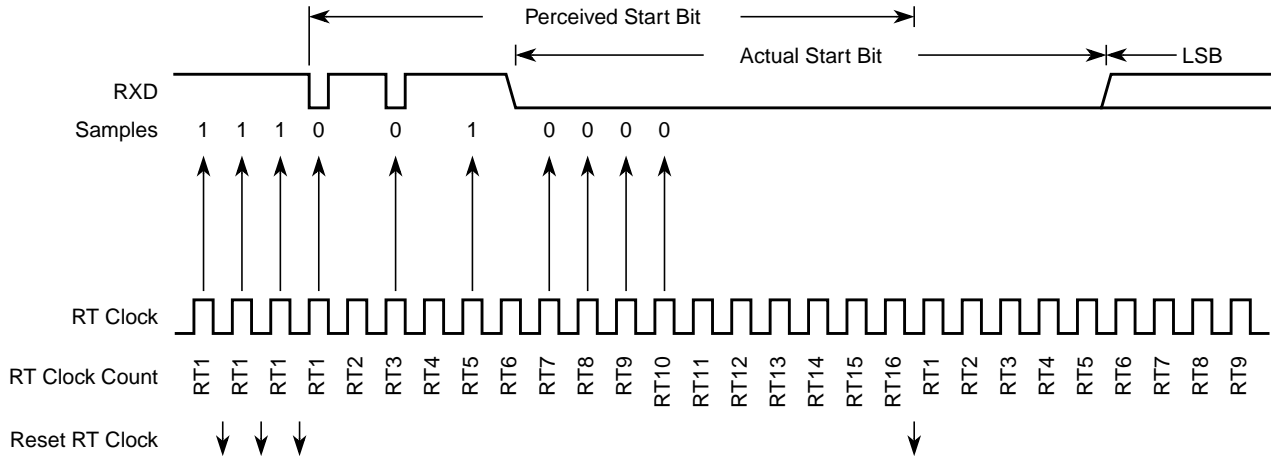 Perceived Start Bit
Actual Start Bit LSB
RXD
Samples 1 1 1 0 0 1 0 0 0 0
RT Clock
RT Clock Count RT1 RT1 RT1 RT1 RT2 RT3 RT4 RT5 RT6 RT7 RT8 RT9 RT10 RT11 RT12 RT13 RT14 RT15 RT16 RT1 RT2 RT3 RT4 RT5 RT6 RT7 RT8 RT9
Reset RT Clock